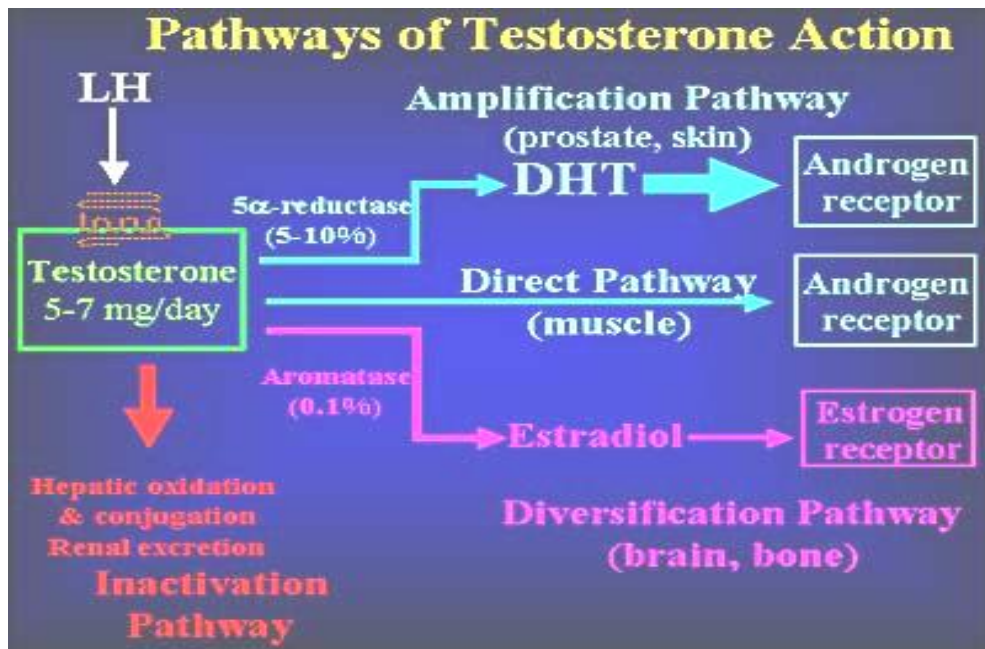 Pathways of Testosterone Action
LH
Amplification Pathway
(prostate, skin)
DHT
Androgen
receptor
5α-reductase
(5-10%)
Testosterone
5-7 mg/day
Direct Pathway
(muscle)
Androgen
receptor
Aromatase
(0.1%)
Estradiol
Estrogen
receptor
Hepatic oxidation
& conjugation
Renal excretion
Inactivation
Pathway
Diversification Pathway
(brain, bone)